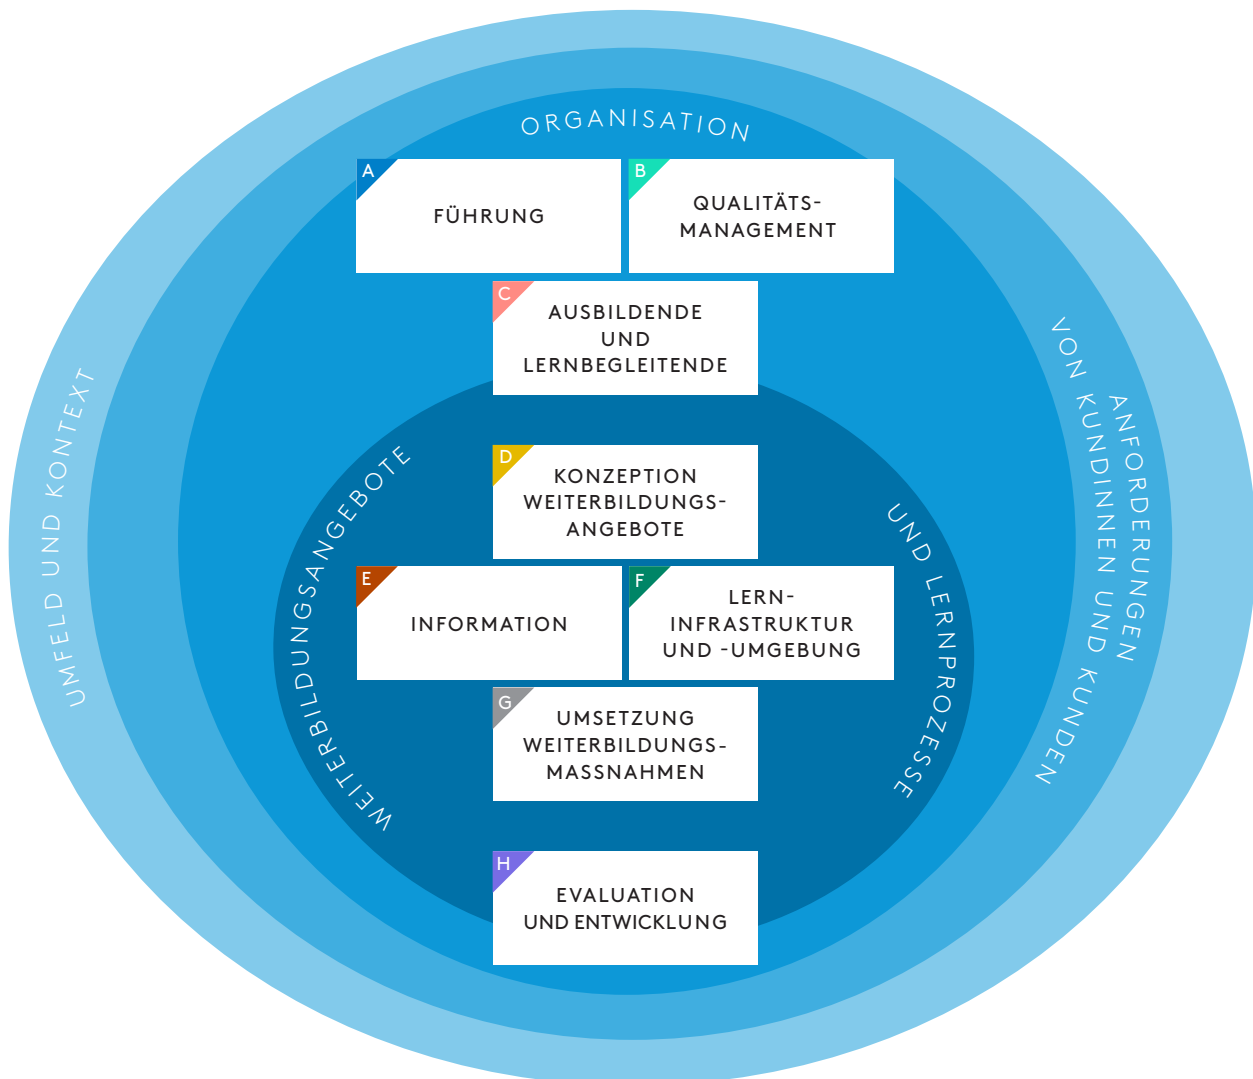 ORGANISATION
A
FÜHRUNG
B
QUALITÄTS-
MANAGEMENT
C
AUSBILDENDE
UND
LERNBEGLEITENDE
UMFELD UND KONTEXT
ANFORDERUNGEN
VON KUNDINNEN UND KUNDEN
WEITERBILDUNGSANGEBOTE
UND LERNPROZESSE
D
KONZEPTION
WEITERBILDUNGS-
ANGEBOTE
E
INFORMATION
F
LERN-
INFRASTRUKTUR
UND -UMGEBUNG
G
UMSETZUNG
WEITERBILDUNGS-
MASSNAHMEN
H
EVALUATION
UND ENTWICKLUNG